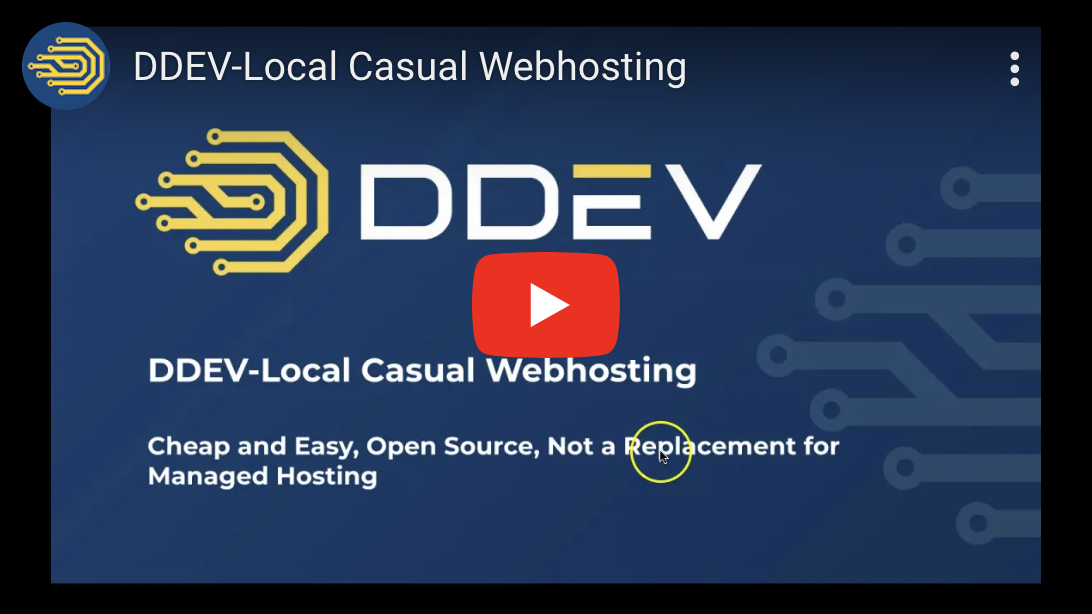 DDEV-Local Casual Webhosting
DDEV
DDEV-Local Casual Webhosting
Cheap and Easy, Open Source, Not a Replacement for
Managed Hosting